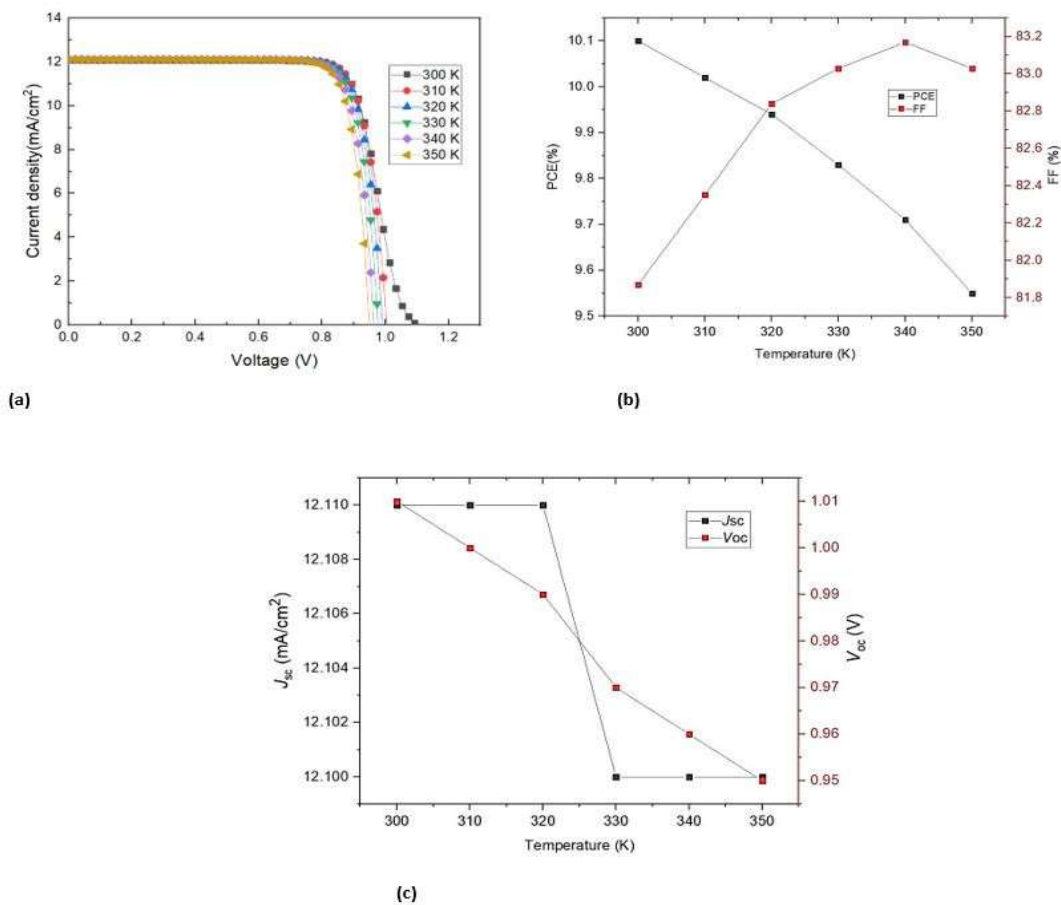 14
12
10
8
6
4
2
0
Current density(mA/cm²)
300 K
310 K
320 K
330 K
340 K
350 K
0.0 0.2 0.4 0.6 0.8 1.0 1.2
Voltage (V)
(a)
10.1
10.0
9.9
9.8
9.7
9.6
9.5
PCE(%)
PCE
FF
83.2
83.0
82.8
82.6
82.4
82.2
82.0
81.8
FF (%)
300 310 320 330 340 350
Temperature (K)
(b)
12.110
12.108
12.106
12.104
12.102
12.100
Jsc (mA/cm²)
Jsc
Voc
1.01
1.00
0.99
0.98
0.97
0.96
0.95
Voc (V)
300 310 320 330 340 350
Temperature (K)
(c)